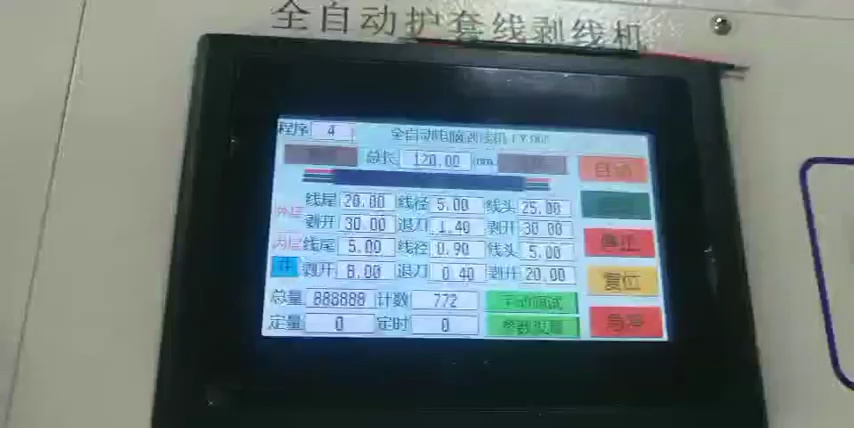 全自动护套线剥线机
程序 4 全自动电脑剥线机
总长 120.00 mm 自动
线尾 20.00 线径 5.00 线头 25.00
外层
剥开 30.00 退刀 1.40 剥开 30.00 停止
内层 线尾 5.00 线径 0.90 线头 5.00
开 剥开 8.00 退刀 0.40 剥开 20.00 复位
总量 888888 计数 772 手动调试
定量 0 定时 0 参数设置 急停